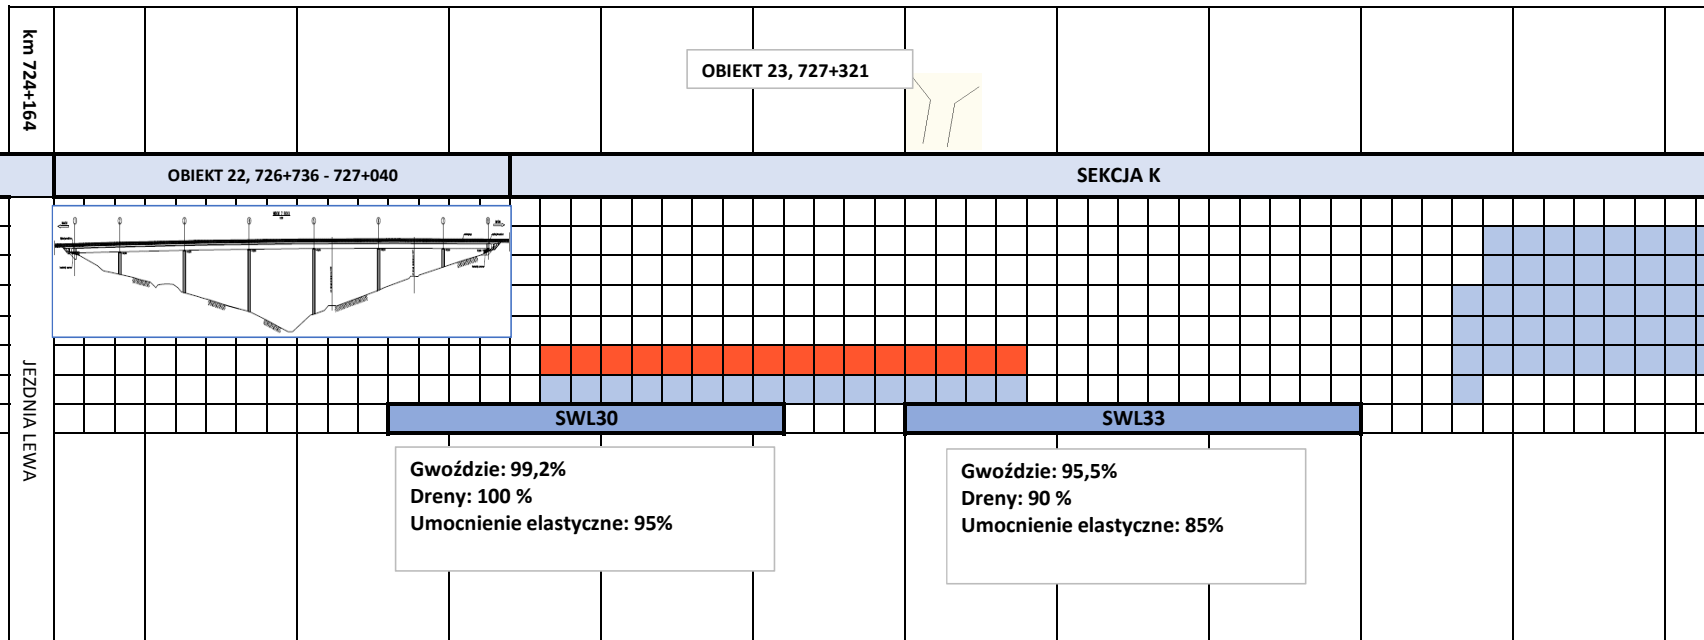 km 724+164
OBIEKT 23, 727+321
OBIEKT 22, 726+736 - 727+040
SEKCJA K
JEZDNIA LEWA
SWL30
SWL33
Gwoździe: 99,2%
Dreny: 100 %
Umocnienie elastyczne: 95%
Gwoździe: 95,5%
Dreny: 90 %
Umocnienie elastyczne: 85%